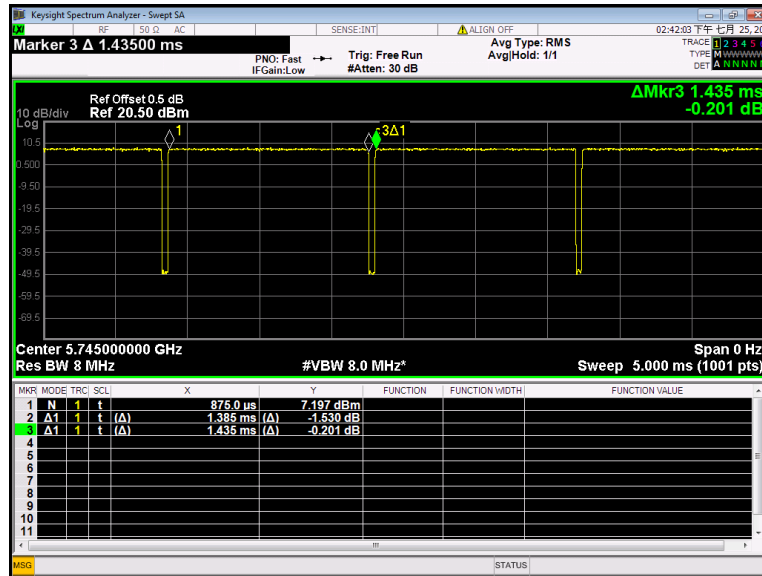 Keysight Spectrum Analyzer - Swept SA
RF 50 Ω AC SENSE:INT ALIGN OFF 02:42:03 下午 七月 25, 20
Marker 3 Δ 1.43500 ms
PNO: Fast
IFGain:Low
Trig: Free Run
#Atten: 30 dB
Avg Type: RMS
Avg|Hold: 1/1
TRACE 1 2 3 4 5
TYPE M W W W W W
DET A N N N N N
ΔMkr3 1.435 ms
-0.201 dB
Ref Offset 0.5 dB
10 dB/div Ref 20.50 dBm
Log
1
3Δ1
10.5
0.500
-9.50
-19.5
-29.5
-39.5
-49.5
-59.5
-69.5
Center 5.745000000 GHz Span 0 Hz
Res BW 8 MHz #VBW 8.0 MHz* Sweep 5.000 ms (1001 pts)
MKR MODE TRC SCL X Y FUNCTION FUNCTION WIDTH FUNCTION VALUE
1 N 1 t 875.0 µs 7.197 dBm
2 Δ1 1 t (Δ) 1.385 ms (Δ) -1.530 dB
3 Δ1 1 t (Δ) 1.435 ms (Δ) -0.201 dB
4
5
6
7
8
9
10
11
MSG STATUS